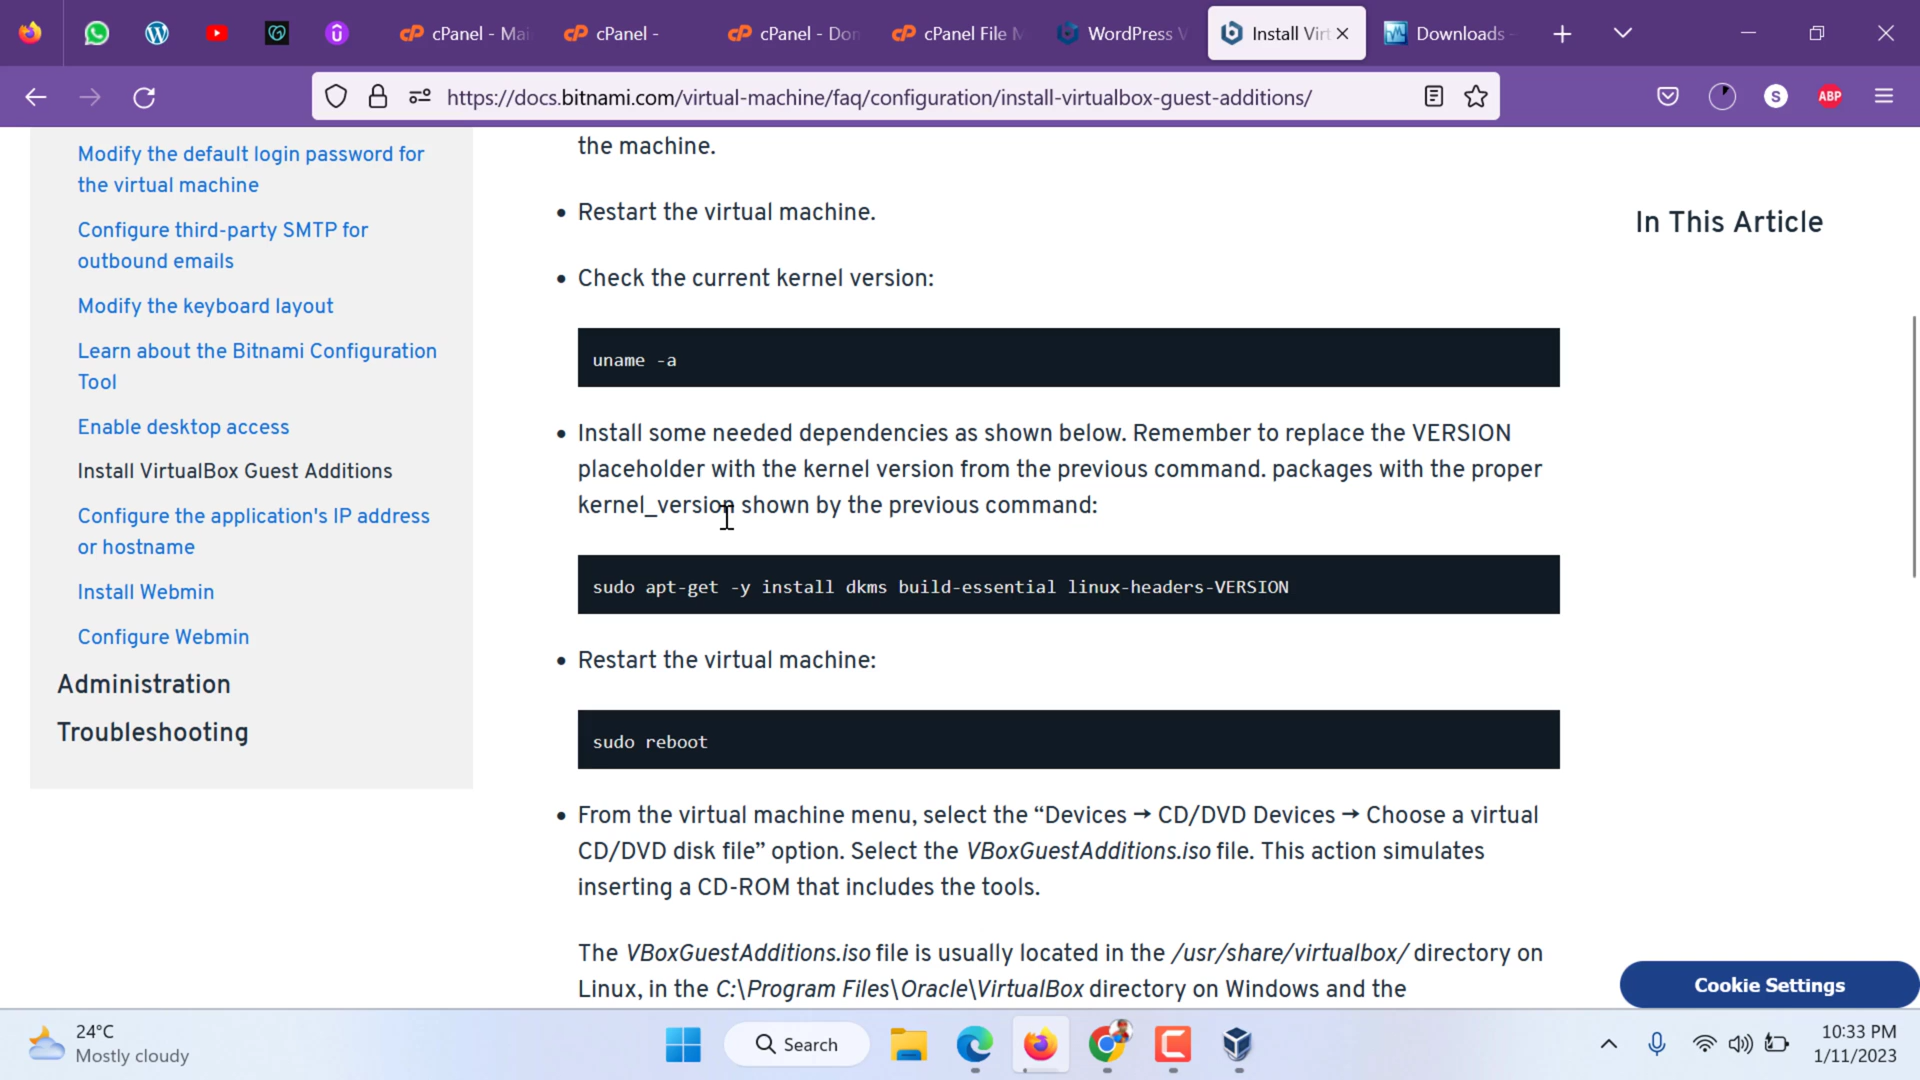 cPanel - Mai
cPanel -
cPanel - Dom
cPanel File M
WordPress V
Install Virt
Downloads -
https://docs.bitnami.com/virtual-machine/faq/configuration/install-virtualbox-guest-additions/
S
ABP
Modify the default login password for
the virtual machine
Configure third-party SMTP for
outbound emails
Modify the keyboard layout
Learn about the Bitnami Configuration
Tool
Enable desktop access
Install VirtualBox Guest Additions
Configure the application's IP address
or hostname
Install Webmin
Configure Webmin
Administration
Troubleshooting
the machine.
Restart the virtual machine.
Check the current kernel version:
uname -a
Install some needed dependencies as shown below. Remember to replace the VERSION
placeholder with the kernel version from the previous command. packages with the proper
kernel_version shown by the previous command:
sudo apt-get -y install dkms build-essential linux-headers-VERSION
Restart the virtual machine:
sudo reboot
From the virtual machine menu, select the “Devices → CD/DVD Devices → Choose a virtual
CD/DVD disk file” option. Select the VBoxGuestAdditions.iso file. This action simulates
inserting a CD-ROM that includes the tools.
The VBoxGuestAdditions.iso file is usually located in the /usr/share/virtualbox/ directory on
Linux, in the C:\Program Files\Oracle\VirtualBox directory on Windows and the
In This Article
Cookie Settings
24°C
Mostly cloudy
Search
10:33 PM
1/11/2023